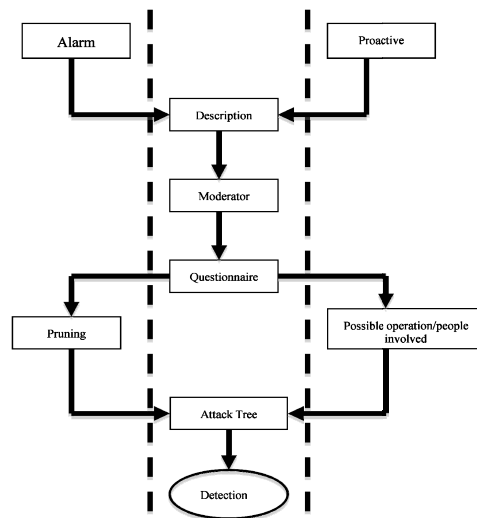 Alarm
Proactive
Description
Moderator
Questionnaire
Pruning
Possible operation/people
involved
Attack Tree
Detection